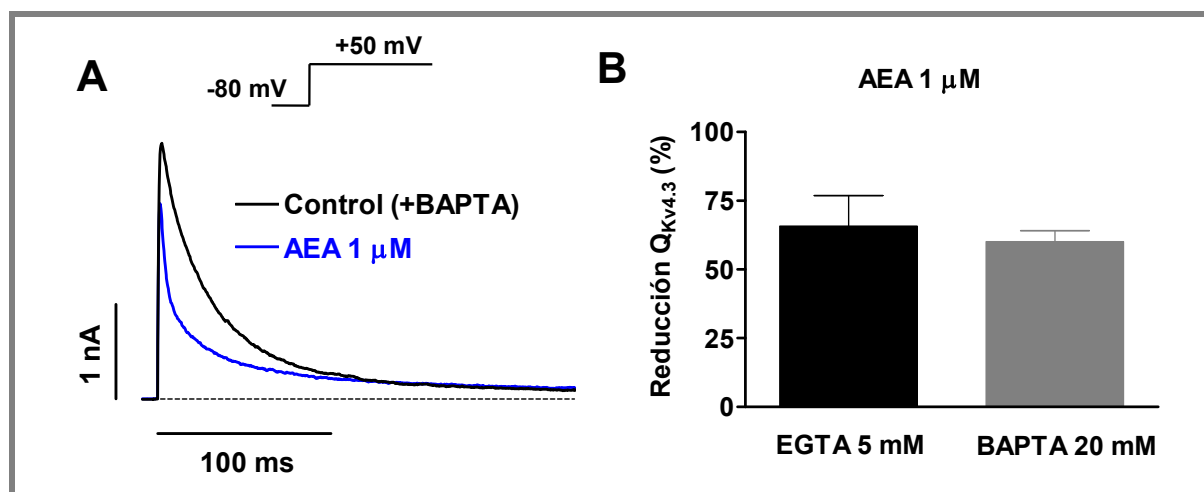 A
+50 mV
-80 mV
Control (+BAPTA)
AEA 1 μM
1 nA
100 ms
B
AEA 1 μM
Reducción QKv4.3 (%)
100
75
50
25
0
EGTA 5 mM
BAPTA 20 mM